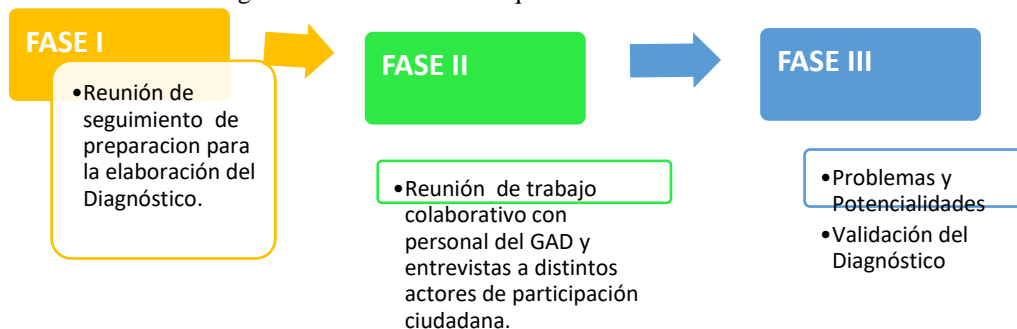 FASE I
•Reunión de
seguimiento de
preparacion para
la elaboración del
Diagnóstico.
FASE II
•Reunión de trabajo
colaborativo con
personal del GAD y
entrevistas a distintos
actores de participación
ciudadana.
FASE III
•Problemas y
Potencialidades
•Validación del
Diagnóstico